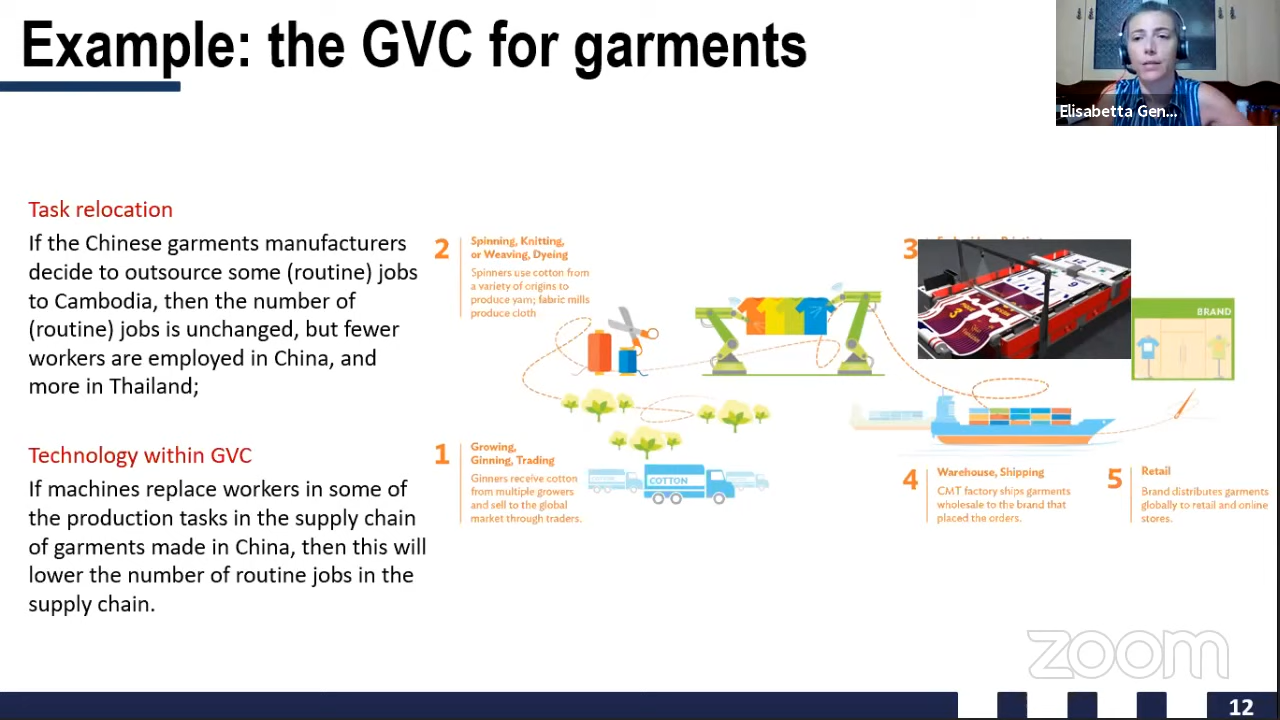 Example: the GVC for garments
Elisabetta Gen...
Task relocation
If the Chinese garments manufacturers
decide to outsource some (routine) jobs
to Cambodia, then the number of
(routine) jobs is unchanged, but fewer
workers are employed in China, and
more in Thailand;
Technology within GVC
If machines replace workers in some of
the production tasks in the supply chain
of garments made in China, then this will
lower the number of routine jobs in the
supply chain.
2
Spinning, Knitting,
or Weaving, Dyeing
Spinners use cotton from
a variety of origins to
produce yarn; fabric mills
produce cloth
3
BRAND
1
Growing,
Ginning, Trading
Ginners receive cotton
from multiple growers
and sell to the global
market through traders.
COTTON
4
Warehouse, Shipping
CMT factory ships garments
wholesale to the brand that
placed the orders.
5
Retail
Brand distributes garments
globally to retail and online
stores.
zoom
12